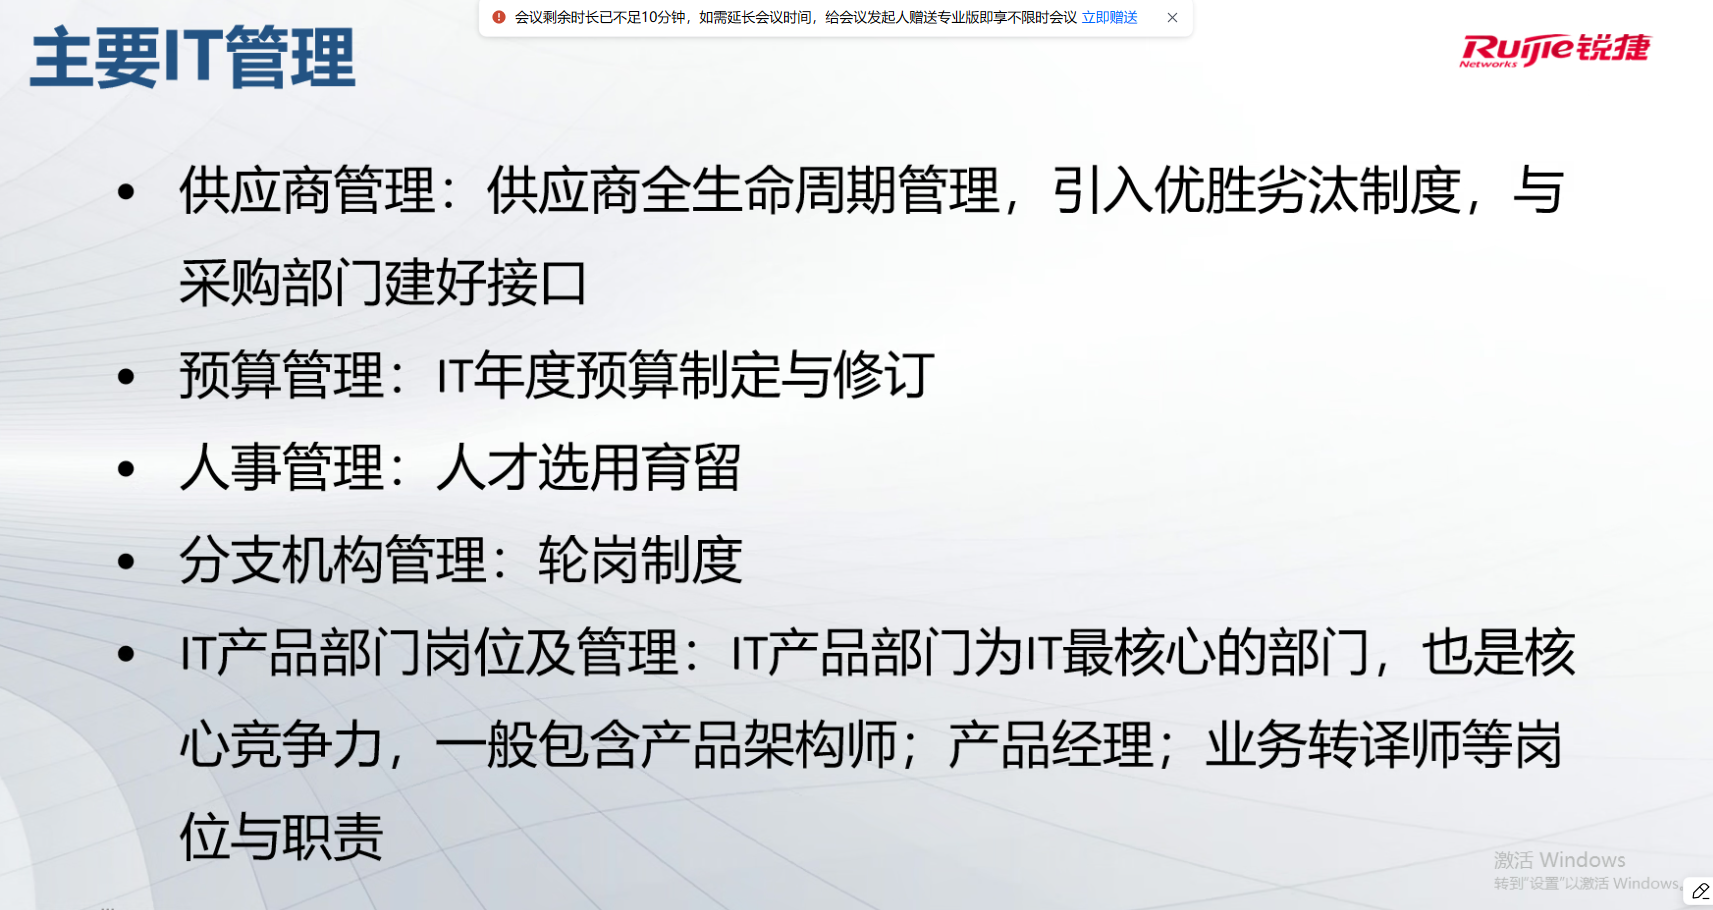 会议剩余时长已不足10分钟，如需延长会议时间，给会议发起人赠送专业版即享不限时会议 立即赠送
主要IT管理
Ruijie锐捷
Networks
• 供应商管理：供应商全生命周期管理，引入优胜劣汰制度，与
采购部门建好接口
• 预算管理：IT年度预算制定与修订
• 人事管理：人才选用育留
• 分支机构管理：轮岗制度
• IT产品部门岗位及管理：IT产品部门为IT最核心的部门，也是核
心竞争力，一般包含产品架构师；产品经理；业务转译师等岗
位与职责
激活 Windows
转到“设置”以激活 Windows。